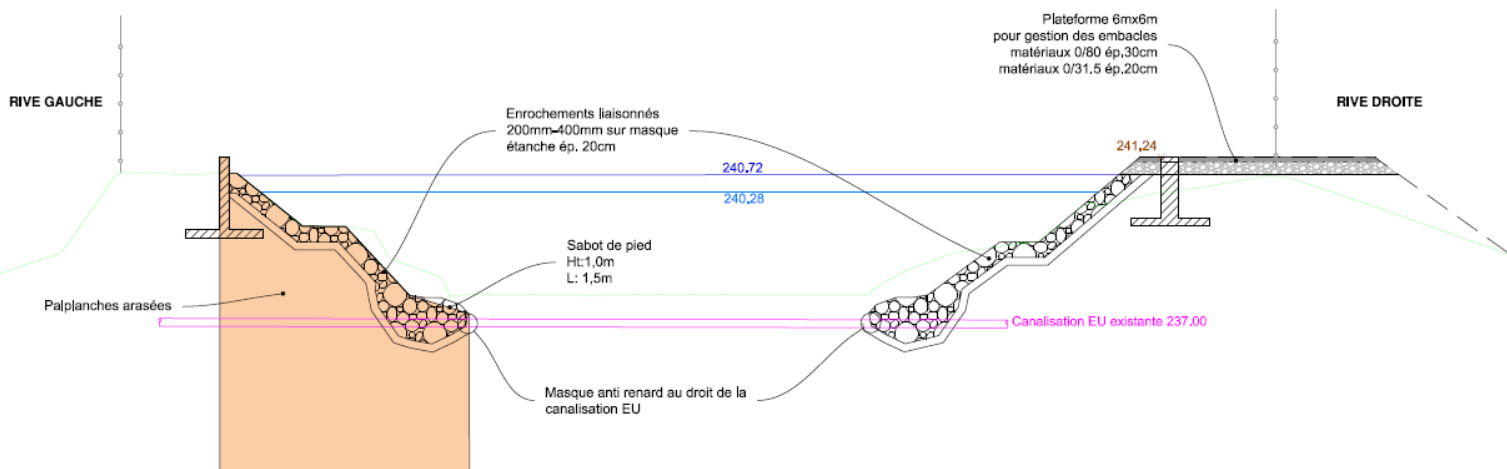 Plateforme 6mx6m
pour gestion des embacles
matériaux 0/80 ép.30cm
matériaux 0/31.5 ép.20cm
RIVE GAUCHE
RIVE DROITE
Enrochements liaisonnés
200mm-400mm sur masque
étanche ép. 20cm
241.24
240.72
240.28
Sabot de pied
Ht:1,0m
L: 1,5m
Palplanches arasées
Canalisation EU existante 237.00
Masque anti renard au droit de la
canalisation EU